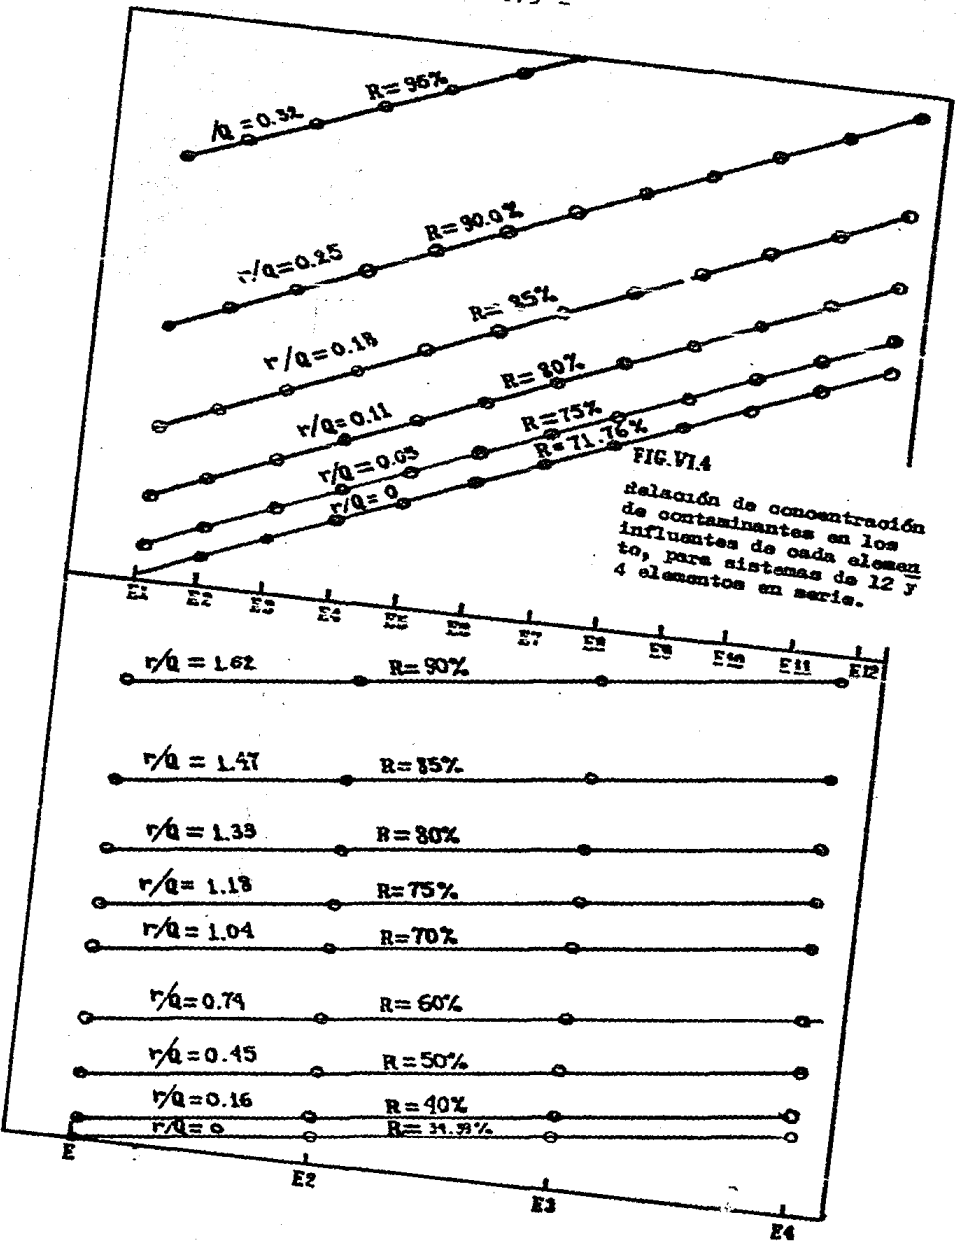 /Q = 0.32 R = 95%
r/Q = 0.25 R = 90.0%
r/Q = 0.18 R = 85%
r/Q = 0.11 R = 80%
r/Q = 0.03 R = 75%
r/Q = 0 R = 71.76%
FIG.VI.4
Relación de concentración
de contaminantes en los
influentes de cada elemen
to, para sistemas de 12 y
4 elementos en serie.
E1 E2 E3 E4 E5 E6 E7 E8 E9 E10 E11 E12
r/Q = 1.62 R = 90%
r/Q = 1.47 R = 85%
r/Q = 1.33 R = 80%
r/Q = 1.18 R = 75%
r/Q = 1.04 R = 70%
r/Q = 0.74 R = 60%
r/Q = 0.45 R = 50%
r/Q = 0.16 R = 40%
r/Q = 0
E E2 E3 E4